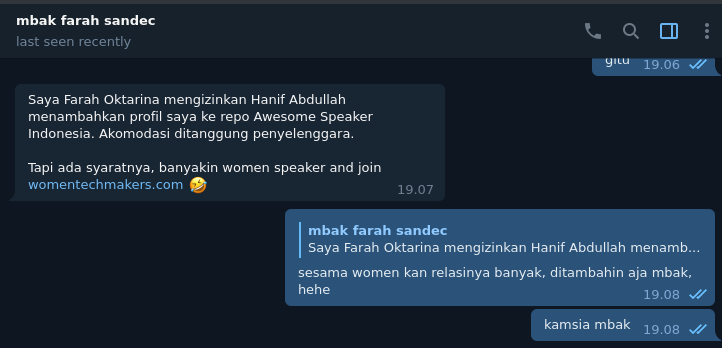 mbak farah sandec
last seen recently
gitu
19.06
Saya Farah Oktarina mengizinkan Hanif Abdullah
menambahkan profil saya ke repo Awesome Speaker
Indonesia. Akomodasi ditanggung penyelenggara.
Tapi ada syaratnya, banyakin women speaker and join
womentechmakers.com 🤣
19.07
mbak farah sandec
Saya Farah Oktarina mengizinkan Hanif Abdullah menamb...
sesama women kan relasinya banyak, ditambahin aja mbak,
hehe
19.08
kamsia mbak
19.08